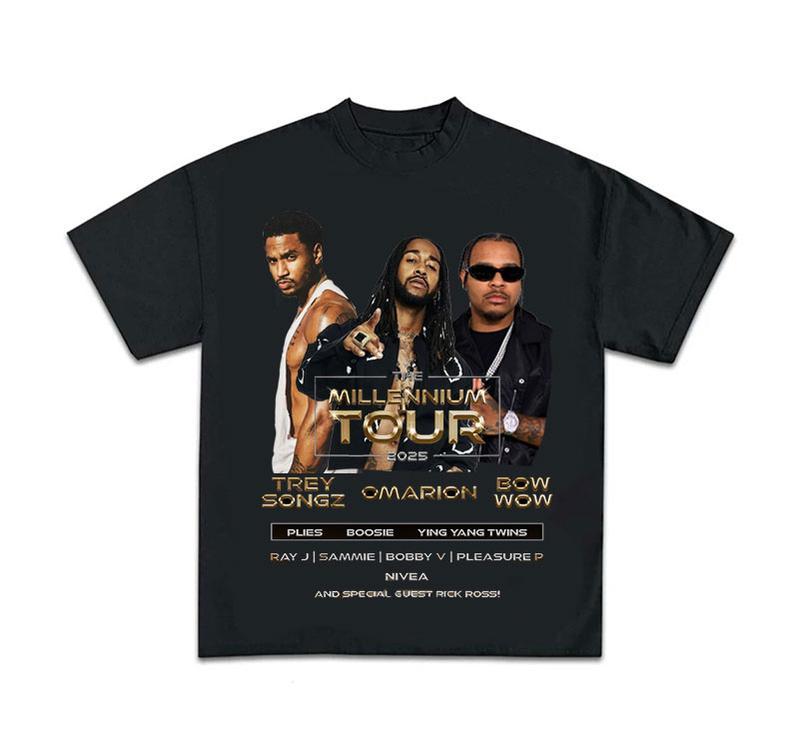 THE
MILLENNIUM
TOUR
2025
TREY SONGZ
OMARION
BOW WOW
PLIES BOOSIE YING YANG TWINS
RAY J | SAMMIE | BOBBY V | PLEASURE P
NIVEA
AND SPECIAL GUEST RICK ROSS!